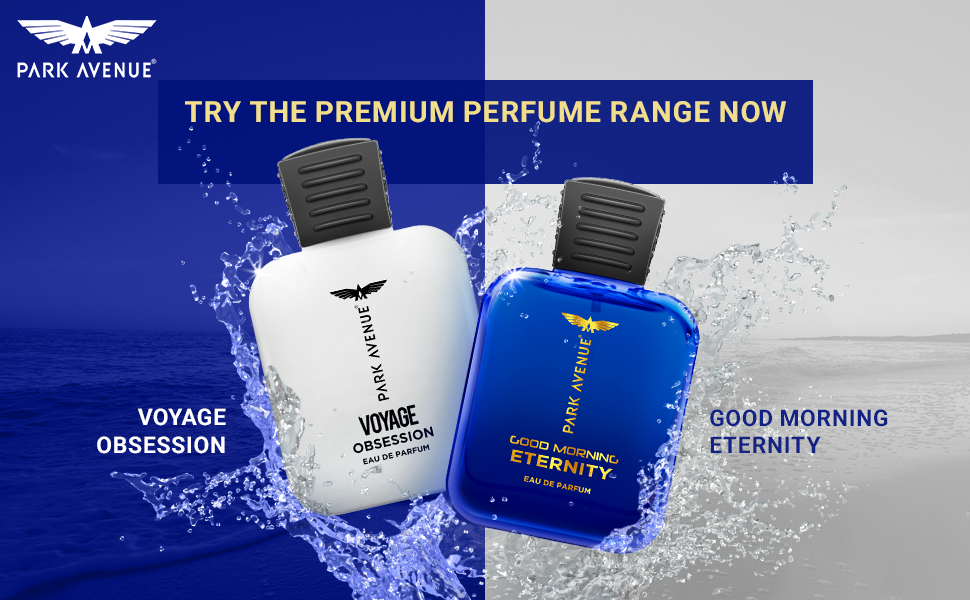 PARK AVENUE®
TRY THE PREMIUM PERFUME RANGE NOW
PARK AVENUE®
VOYAGE
OBSESSION
EAU DE PARFUM
PARK AVENUE®
GOOD MORNING
ETERNITY
EAU DE PARFUM
VOYAGE
OBSESSION
GOOD MORNING
ETERNITY